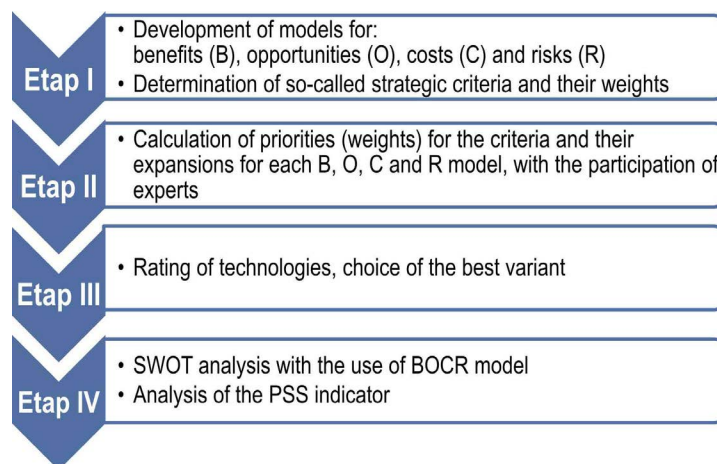 Etap I
• Development of models for:
benefits (B), opportunities (O), costs (C) and risks (R)
• Determination of so-called strategic criteria and their weights
Etap II
• Calculation of priorities (weights) for the criteria and their
expansions for each B, O, C and R model, with the participation of
experts
Etap III
• Rating of technologies, choice of the best variant
Etap IV
• SWOT analysis with the use of BOCR model
• Analysis of the PSS indicator